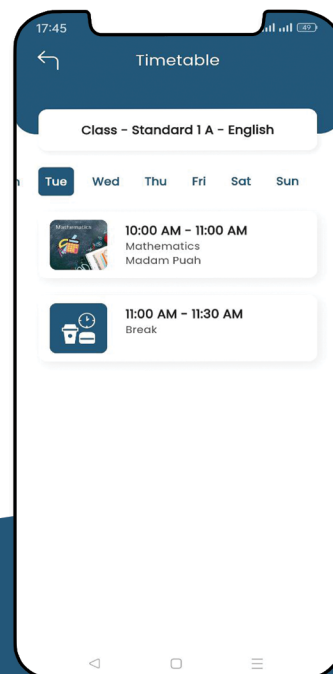 17:45
49
Timetable
Class - Standard 1 A - English
Tue Wed Thu Fri Sat Sun
Mathematics
10:00 AM - 11:00 AM
Mathematics
Madam Puah
11:00 AM - 11:30 AM
Break